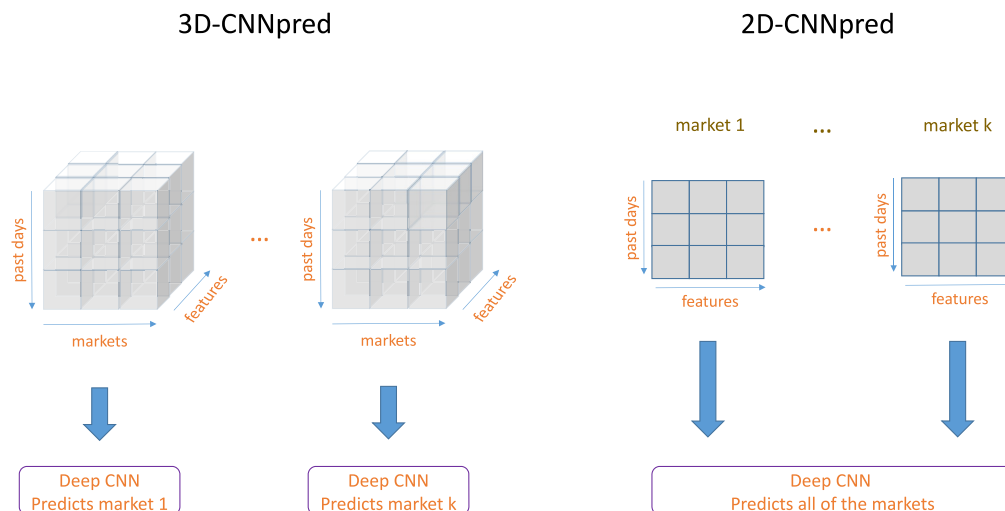 3D-CNNpred
2D-CNNpred
market 1
...
market k
past days
features
markets
...
past days
features
markets
past days
features
...
past days
features
Deep CNN
Predicts market 1
Deep CNN
Predicts market k
Deep CNN
Predicts all of the markets